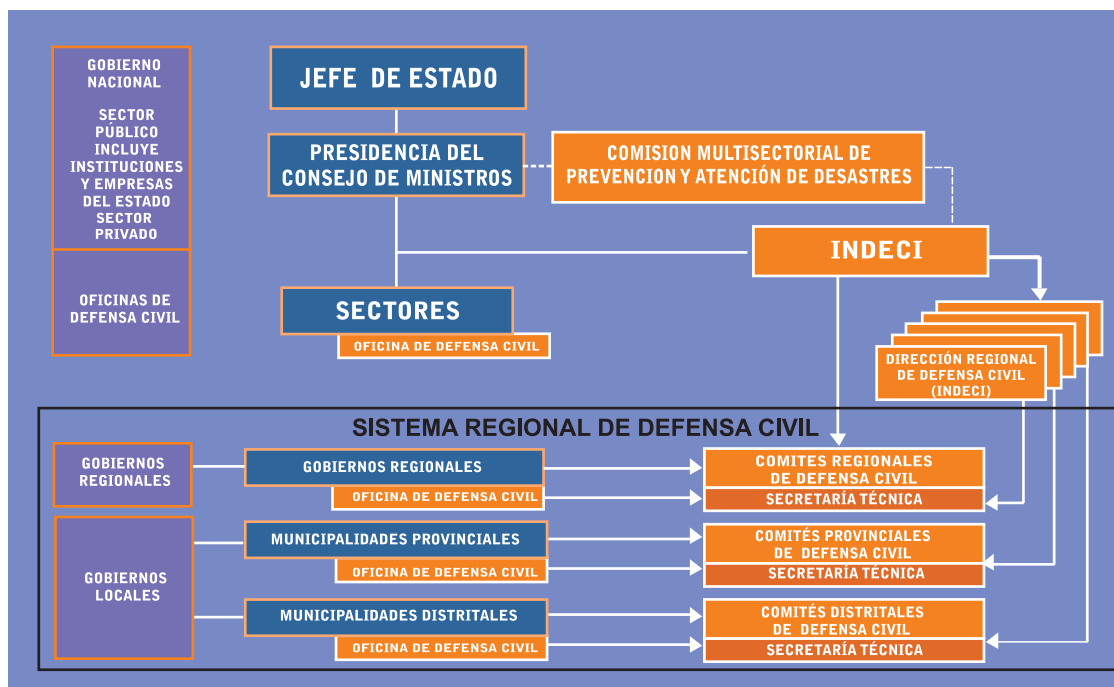 GOBIERNO
NACIONAL
SECTOR
PÚBLICO
INCLUYE
INSTITUCIONES
Y EMPRESAS
DEL ESTADO
SECTOR
PRIVADO
OFICINAS DE
DEFENSA CIVIL
JEFE DE ESTADO
PRESIDENCIA DEL
CONSEJO DE MINISTROS
COMISION MULTISECTORIAL DE
PREVENCION Y ATENCIÓN DE DESASTRES
INDECI
SECTORES
OFICINA DE DEFENSA CIVIL
DIRECCIÓN REGIONAL
DE DEFENSA CIVIL
(INDECI)
SISTEMA REGIONAL DE DEFENSA CIVIL
GOBIERNOS
REGIONALES
GOBIERNOS REGIONALES
OFICINA DE DEFENSA CIVIL
COMITES REGIONALES
DE DEFENSA CIVIL
SECRETARÍA TÉCNICA
GOBIERNOS
LOCALES
MUNICIPALIDADES PROVINCIALES
OFICINA DE DEFENSA CIVIL
COMITÉS PROVINCIALES
DE DEFENSA CIVIL
SECRETARÍA TÉCNICA
MUNICIPALIDADES DISTRITALES
OFICINA DE DEFENSA CIVIL
COMITÉS DISTRITALES
DE DEFENSA CIVIL
SECRETARÍA TÉCNICA